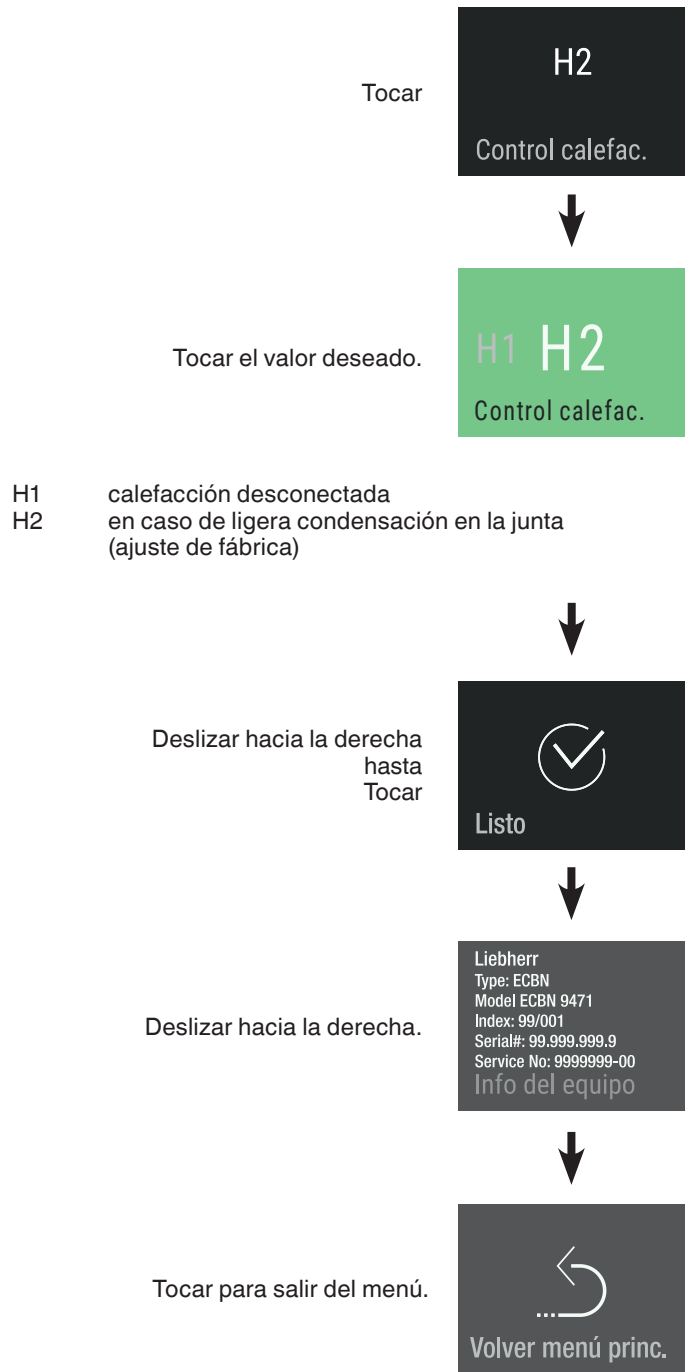 Tocar
H2
Control calefac.
Tocar el valor deseado.
H1 H2
Control calefac.
H1 calefacción desconectada
H2 en caso de ligera condensación en la junta
(ajuste de fábrica)
Deslizar hacia la derecha
hasta
Tocar
Listo
Deslizar hacia la derecha.
Liebherr
Type: ECBN
Model ECBN 9471
Index: 99/001
Serial#: 99.999.999.9
Service No: 9999999-00
Info del equipo
Tocar para salir del menú.
Volver menú princ.